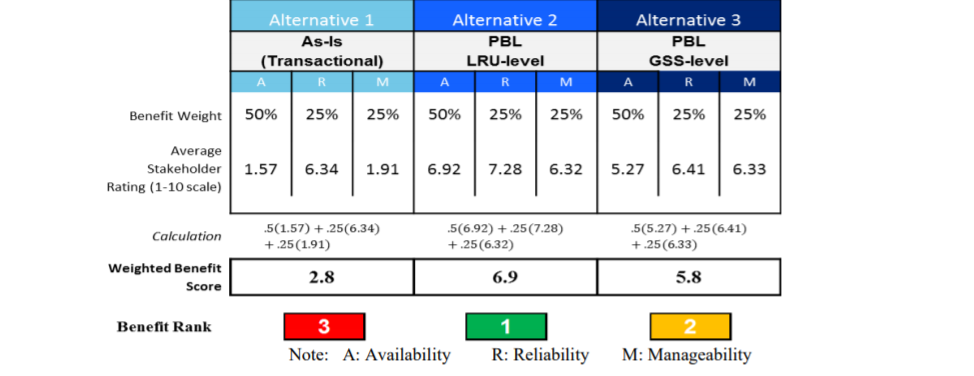 Alternative 1 Alternative 2 Alternative 3
As-Is PBL PBL
(Transactional) LRU-level GSS-level
A R M A R M A R M
Benefit Weight 50% 25% 25% 50% 25% 25% 50% 25% 25%
Average
Stakeholder 1.57 6.34 1.91 6.92 7.28 6.32 5.27 6.41 6.33
Rating (1-10 scale)
.5(1.57) + .25(6.34) .5(6.92) + .25(7.28) .5(5.27) + .25(6.41)
Calculation
+ .25(1.91) + .25(6.32) + .25(6.33)
Weighted Benefit
2.8 6.9 5.8
Score
Benefit Rank 3 1 2
Note: A: Availability R: Reliability M: Manageability